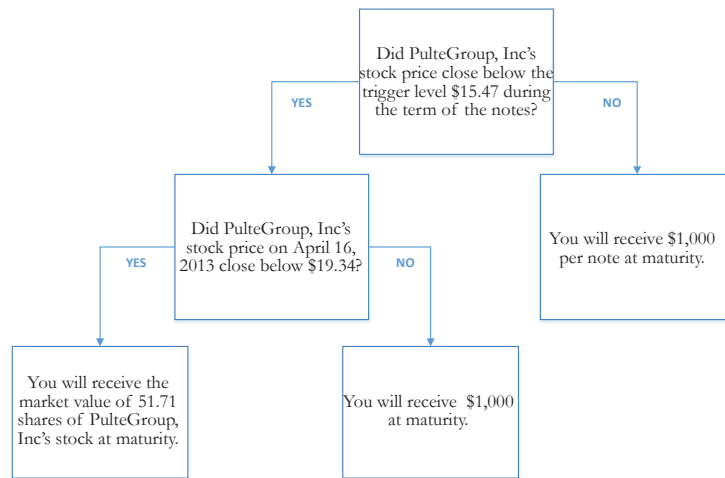 Did PulteGroup, Inc's
stock price close below the
trigger level $15.47 during
the term of the notes?
YES
NO
Did PulteGroup, Inc's
stock price on April 16,
2013 close below $19.34?
You will receive $1,000
per note at maturity.
YES
NO
You will receive the
market value of 51.71
shares of PulteGroup,
Inc's stock at maturity.
You will receive $1,000
at maturity.